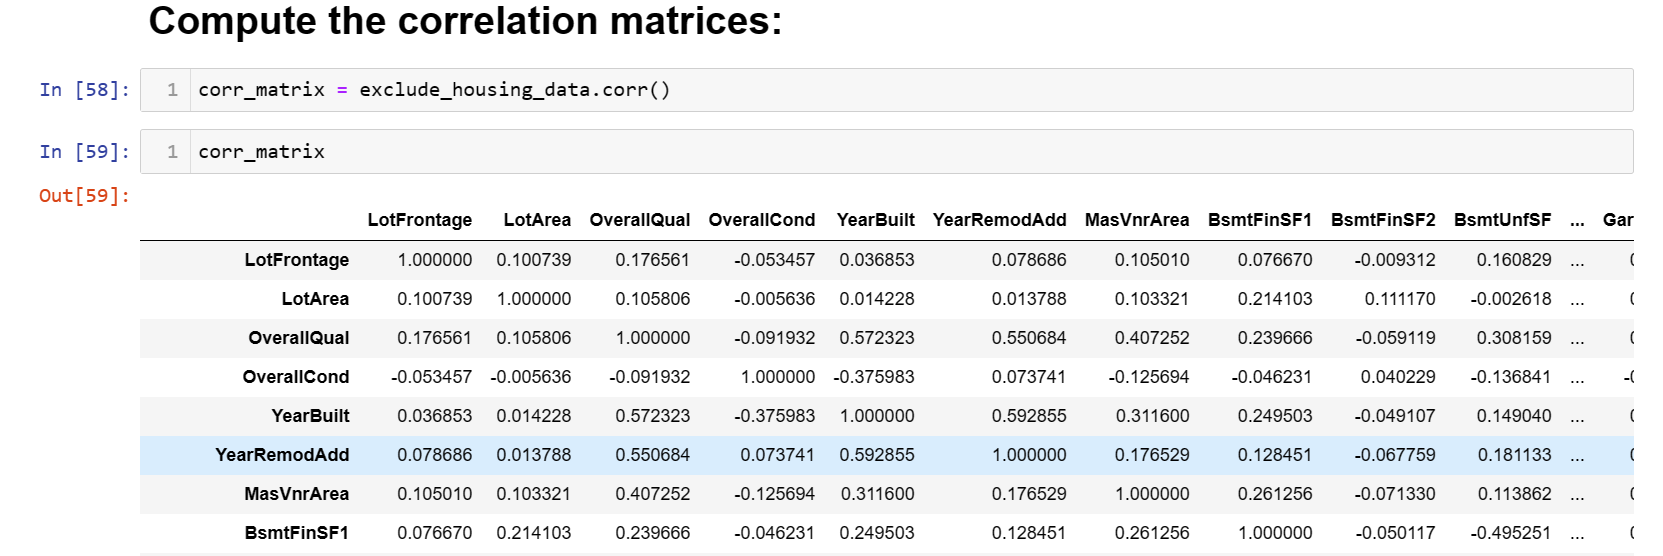 Compute the correlation matrices:
In [58]: 1 corr_matrix = exclude_housing_data.corr()
In [59]: 1 corr_matrix
Out[59]:
LotFrontage LotArea OverallQual OverallCond YearBuilt YearRemodAdd MasVnrArea BsmtFinSF1 BsmtFinSF2 BsmtUnfSF ... Gar
LotFrontage 1.000000 0.100739 0.176561 -0.053457 0.036853 0.078686 0.105010 0.076670 -0.009312 0.160829 ...
LotArea 0.100739 1.000000 0.105806 -0.005636 0.014228 0.013788 0.103321 0.214103 0.111170 -0.002618 ...
OverallQual 0.176561 0.105806 1.000000 -0.091932 0.572323 0.550684 0.407252 0.239666 -0.059119 0.308159 ...
OverallCond -0.053457 -0.005636 -0.091932 1.000000 -0.375983 0.073741 -0.125694 -0.046231 0.040229 -0.136841 ...
YearBuilt 0.036853 0.014228 0.572323 -0.375983 1.000000 0.592855 0.311600 0.249503 -0.049107 0.149040 ...
YearRemodAdd 0.078686 0.013788 0.550684 0.073741 0.592855 1.000000 0.176529 0.128451 -0.067759 0.181133 ...
MasVnrArea 0.105010 0.103321 0.407252 -0.125694 0.311600 0.176529 1.000000 0.261256 -0.071330 0.113862 ...
BsmtFinSF1 0.076670 0.214103 0.239666 -0.046231 0.249503 0.128451 0.261256 1.000000 -0.050117 -0.495251 ...